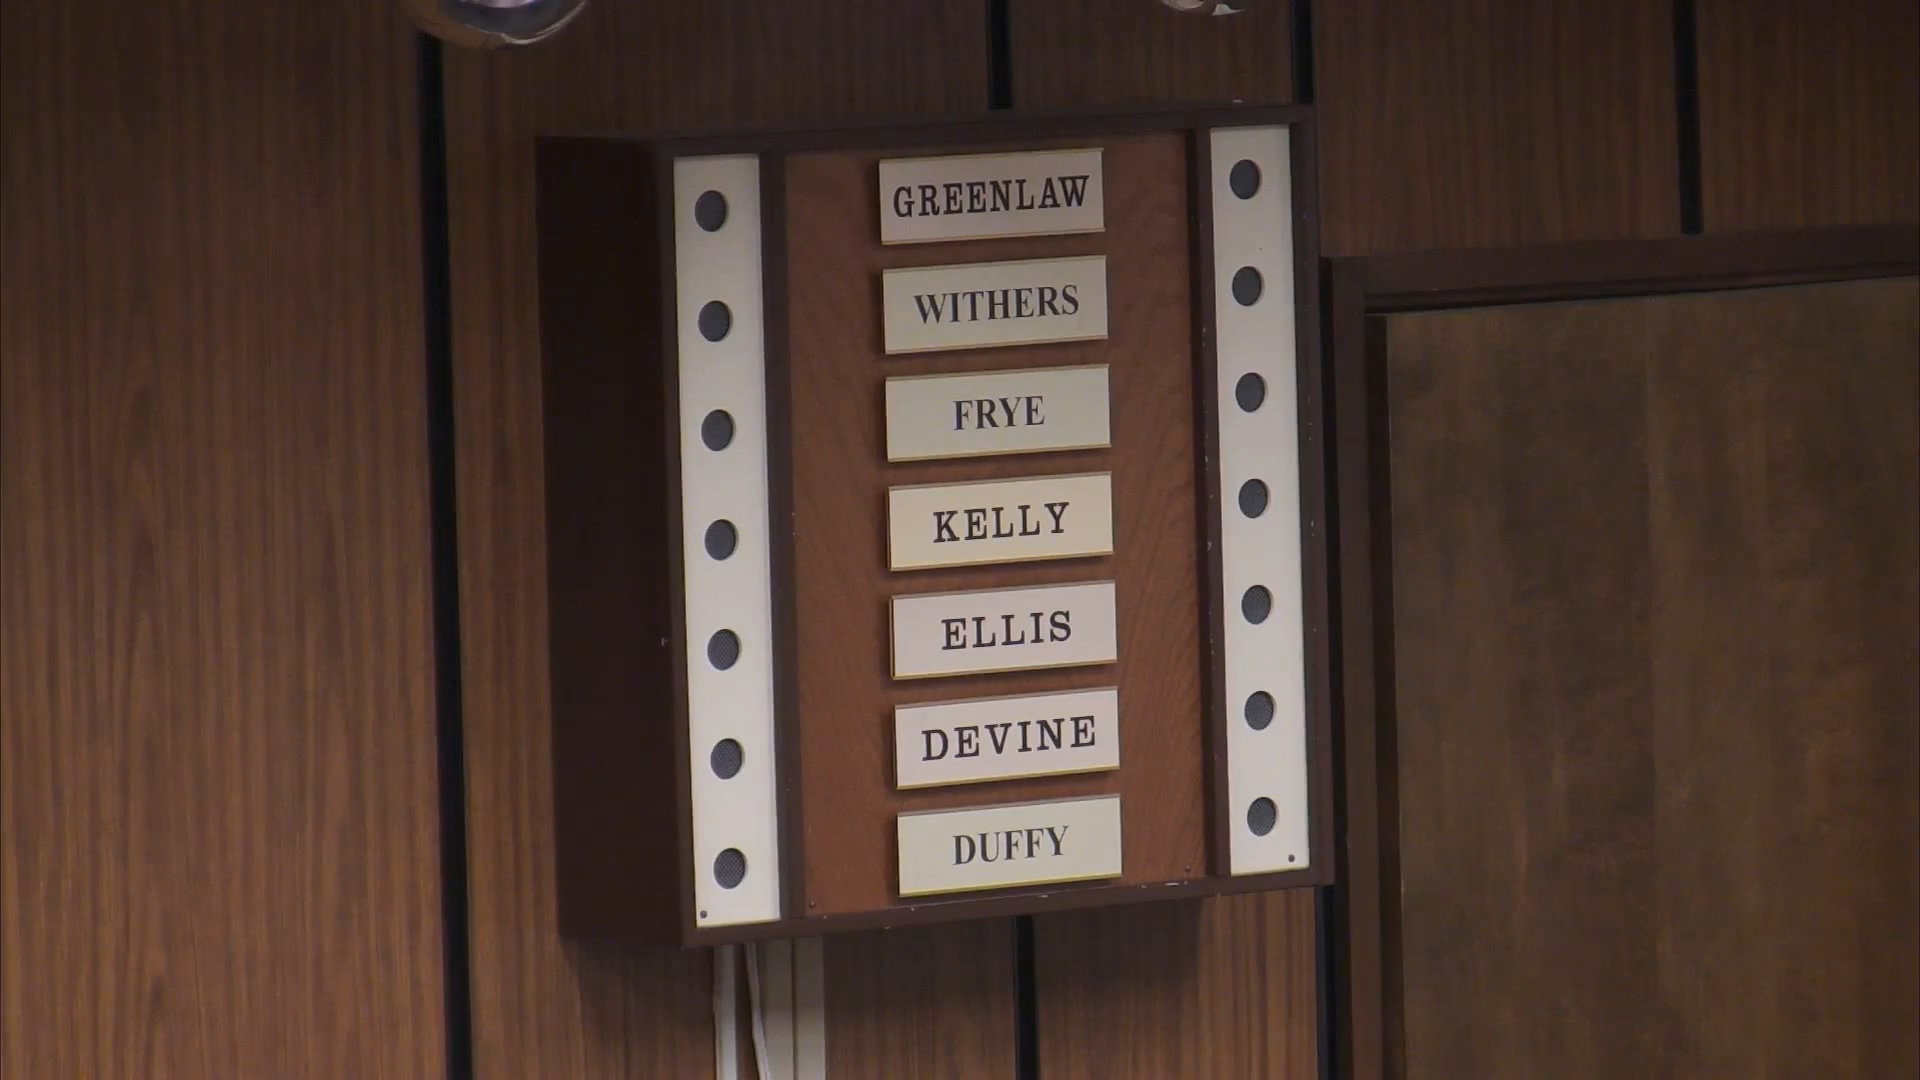 GREENLAW
WITHERS
FRYE
KELLY
ELLIS
DEVINE
DUFFY